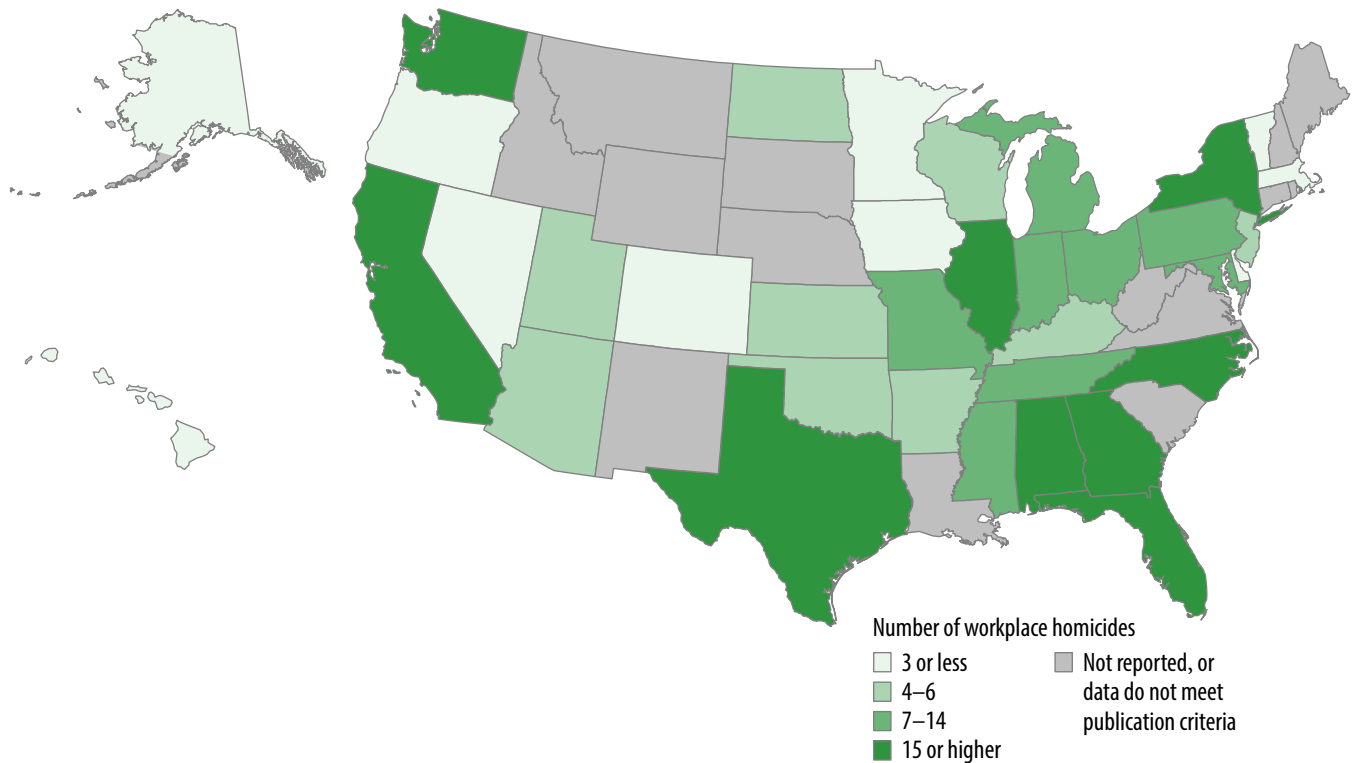 Number of workplace homicides
3 or less
4–6
7–14
15 or higher
Not reported, or
data do not meet
publication criteria